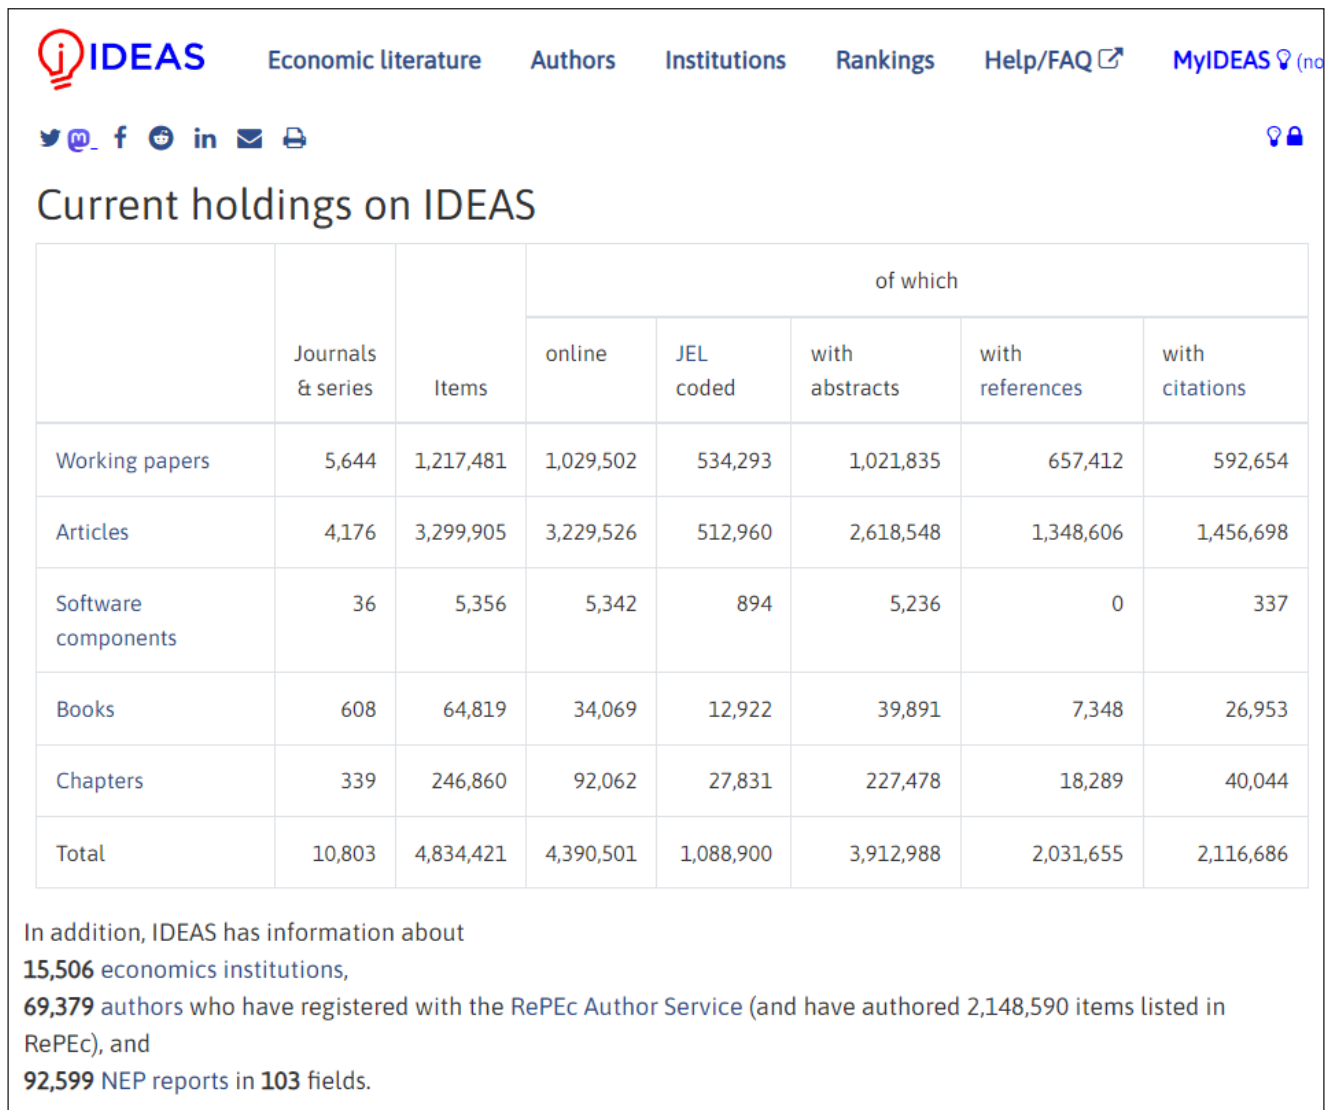 IDEAS Economic literature Authors Institutions Rankings Help/FAQ MyIDEAS (no
Current holdings on IDEAS
of which
Journals & series Items online JEL coded with abstracts with references with citations
Working papers 5,644 1,217,481 1,029,502 534,293 1,021,835 657,412 592,654
Articles 4,176 3,299,905 3,229,526 512,960 2,618,548 1,348,606 1,456,698
Software components 36 5,356 5,342 894 5,236 0 337
Books 608 64,819 34,069 12,922 39,891 7,348 26,953
Chapters 339 246,860 92,062 27,831 227,478 18,289 40,044
Total 10,803 4,834,421 4,390,501 1,088,900 3,912,988 2,031,655 2,116,686
In addition, IDEAS has information about
15,506 economics institutions,
69,379 authors who have registered with the RePEc Author Service (and have authored 2,148,590 items listed in
RePEc), and
92,599 NEP reports in 103 fields.